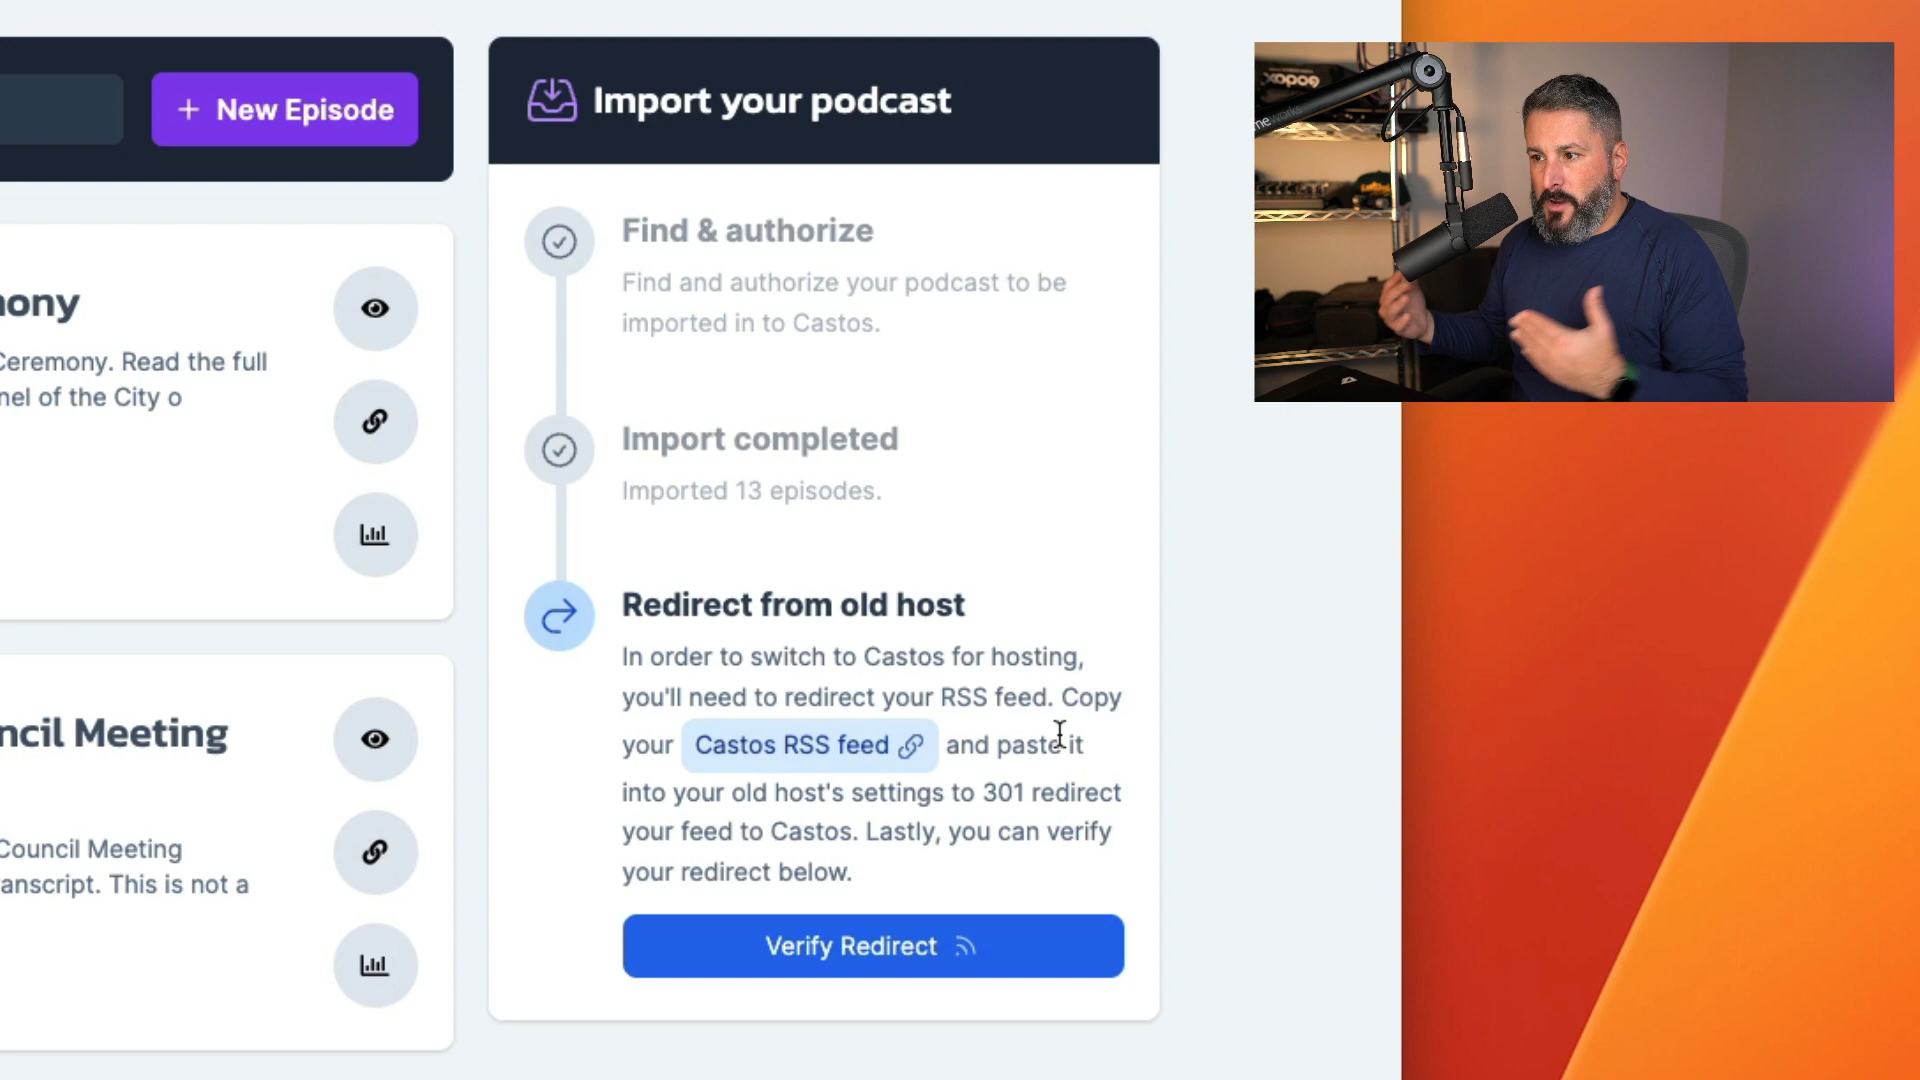 + New Episode
Import your podcast
Find & authorize
Find and authorize your podcast to be
imported in to Castos.
Import completed
Imported 13 episodes.
Redirect from old host
In order to switch to Castos for hosting,
you'll need to redirect your RSS feed. Copy
your Castos RSS feed and paste it
into your old host's settings to 301 redirect
your feed to Castos. Lastly, you can verify
your redirect below.
Verify Redirect
mony
Ceremony. Read the full
nel of the City o
ncil Meeting
Council Meeting
anscript. This is not a
Godox